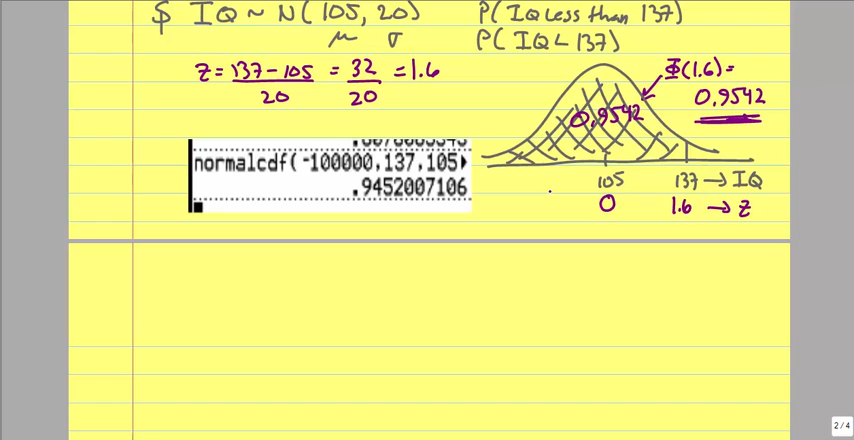 $ IQ ~ N( 105, 20) P( IQ Less than 137)
μ σ P( IQ < 137)
z = 137 - 105 / 20 = 32 / 20 = 1.6
Φ(1.6) =
0.9542
0.9542
normalcdf(-100000,137,105
.9452007106
105 137 → IQ
0 1.6 → z
2 / 4